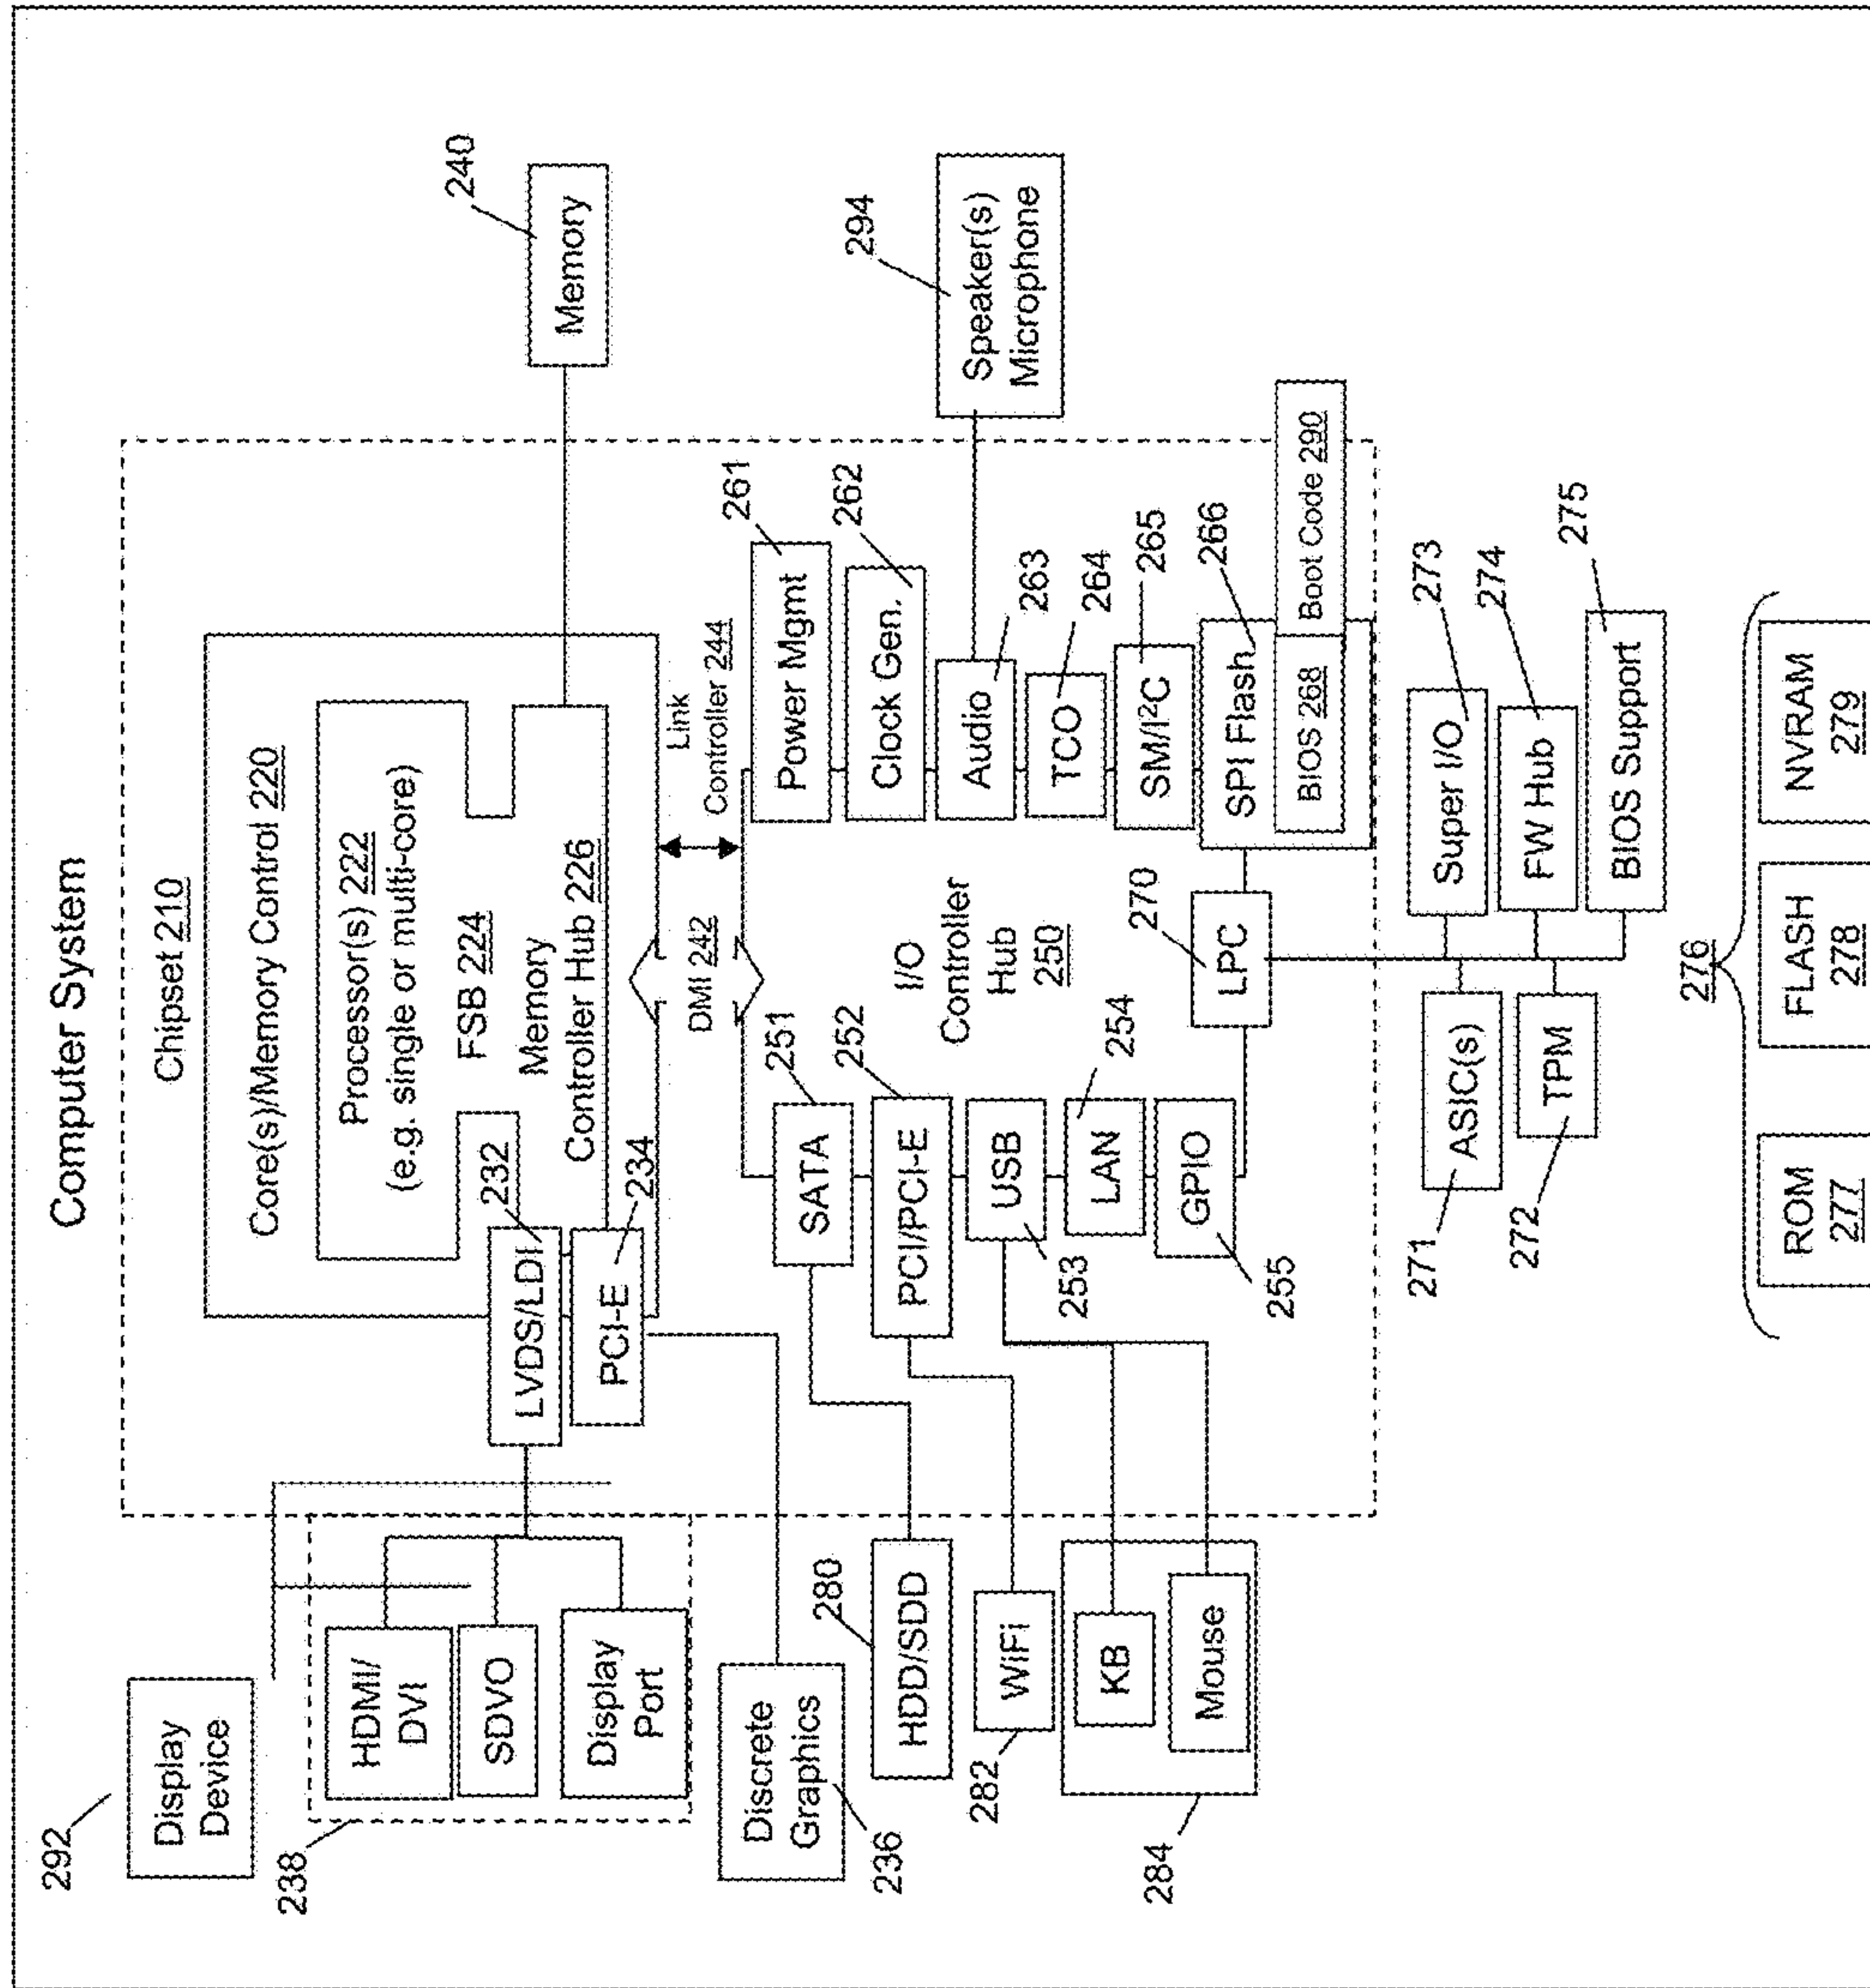 Computer System
292
Display
Device
238
HDMI/
DVI
SDVO
Display
Port
Discrete
Graphics
236
280
HDD/SDD
282
WiFi
284
KB
Mouse
Chipset 210
Core(s)/Memory Control 220
Processor(s) 222
(e.g. single or multi-core)
FSB 224
Memory
Controller Hub 226
232
LVDS/LDI
234
PCI-E
240
Memory
DMI 242
Link
Controller 244
I/O
Controller
Hub 250
251
SATA
252
PCI/PCI-E
253
USB
254
LAN
255
GPIO
261
Power Mgmt
262
Clock Gen.
263
Audio
264
TCO
265
SM/I²C
266
SPI Flash
BIOS 268
Boot Code 290
294
Speaker(s)
Microphone
270
LPC
271
ASIC(s)
272
TPM
273
Super I/O
274
FW Hub
275
BIOS Support
276
ROM
277
FLASH
278
NVRAM
279